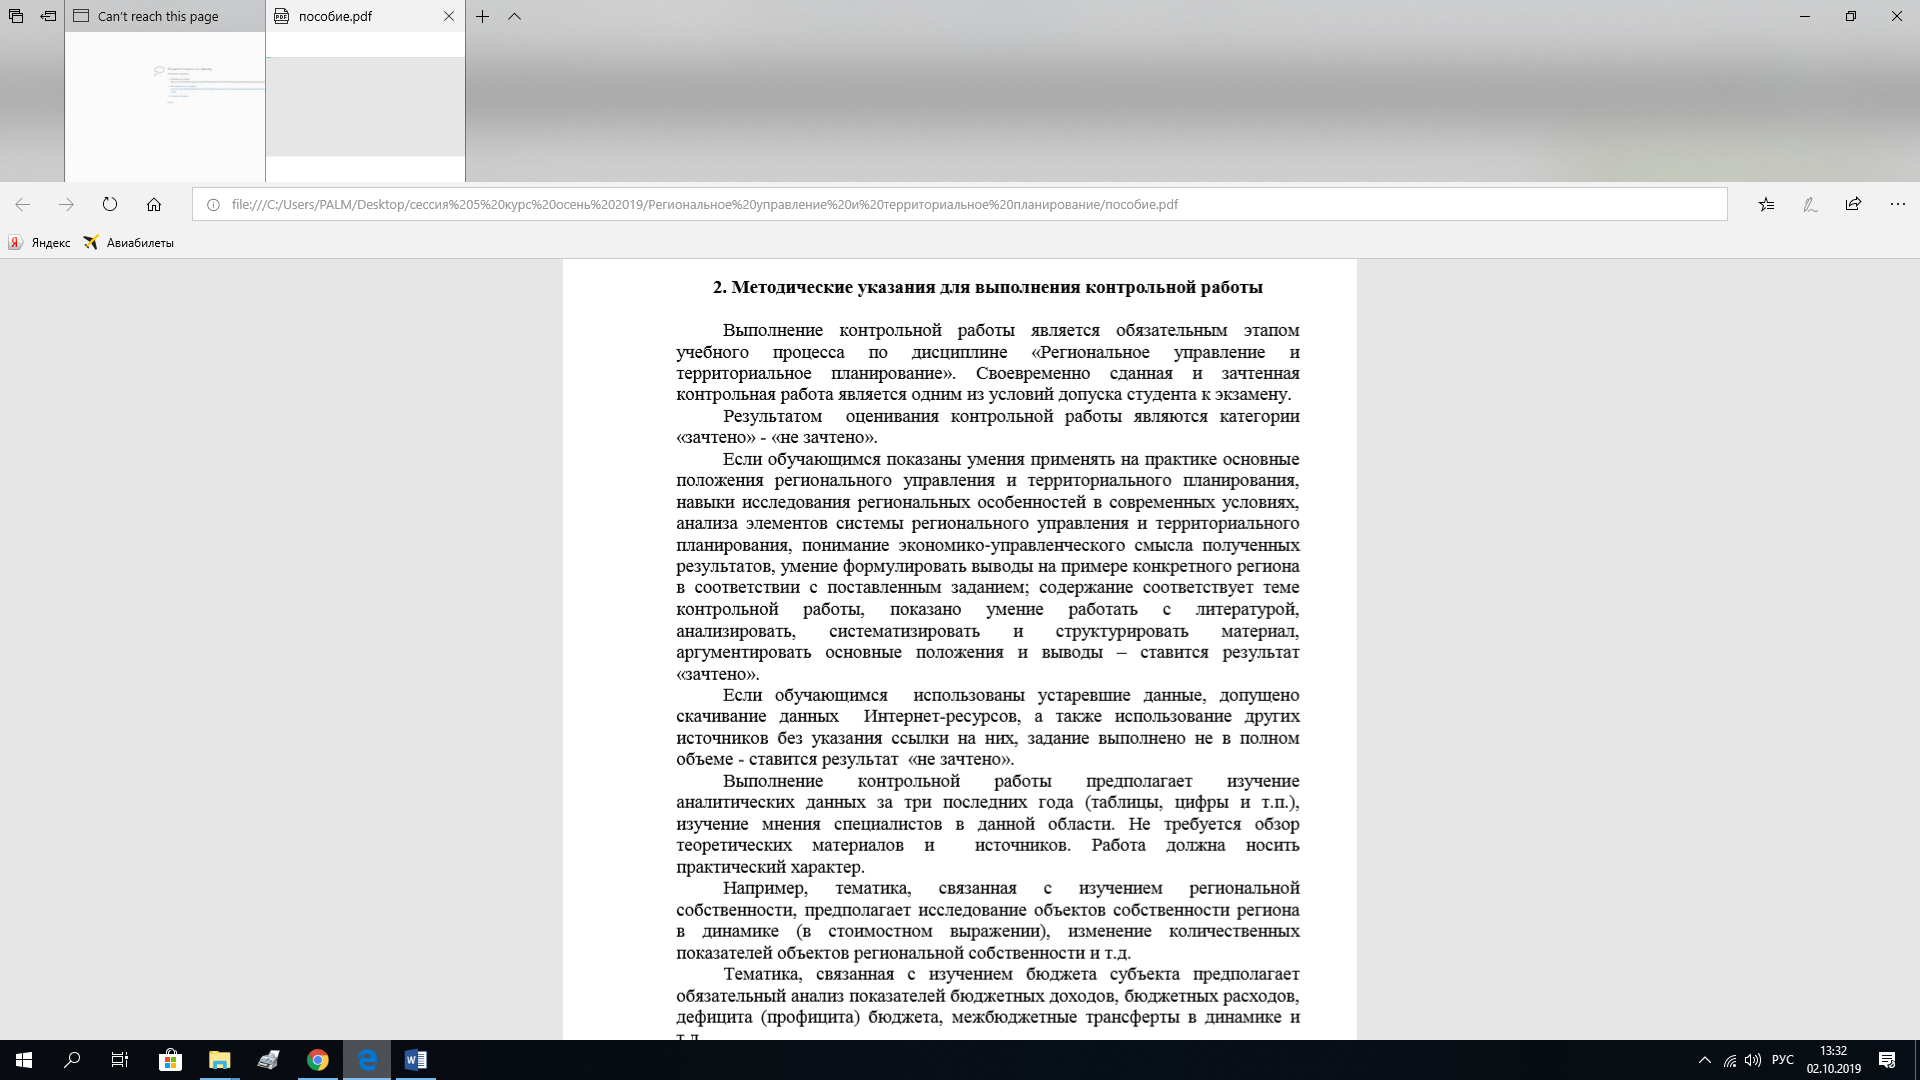 Can't reach this page
пособие.pdf
file:///C:/Users/PALM/Desktop/сессия%205%20курс%20осень%202019/Региональное%20управление%20и%20территориальное%20планирование/пособие.pdf
Яндекс
Авиабилеты
2. Методические указания для выполнения контрольной работы
Выполнение контрольной работы является обязательным этапом
учебного процесса по дисциплине «Региональное управление и
территориальное планирование». Своевременно сданная и зачтенная
контрольная работа является одним из условий допуска студента к экзамену.
Результатом оценивания контрольной работы являются категории
«зачтено» - «не зачтено».
Если обучающимся показаны умения применять на практике основные
положения регионального управления и территориального планирования,
навыки исследования региональных особенностей в современных условиях,
анализа элементов системы регионального управления и территориального
планирования, понимание экономико-управленческого смысла полученных
результатов, умение формулировать выводы на примере конкретного региона
в соответствии с поставленным заданием; содержание соответствует теме
контрольной работы, показано умение работать с литературой,
анализировать, систематизировать и структурировать материал,
аргументировать основные положения и выводы – ставится результат
«зачтено».
Если обучающимся использованы устаревшие данные, допущено
скачивание данных Интернет-ресурсов, а также использование других
источников без указания ссылки на них, задание выполнено не в полном
объеме - ставится результат «не зачтено».
Выполнение контрольной работы предполагает изучение
аналитических данных за три последних года (таблицы, цифры и т.п.),
изучение мнения специалистов в данной области. Не требуется обзор
теоретических материалов и источников. Работа должна носить
практический характер.
Например, тематика, связанная с изучением региональной
собственности, предполагает исследование объектов собственности региона
в динамике (в стоимостном выражении), изменение количественных
показателей объектов региональной собственности и т.д.
Тематика, связанная с изучением бюджета субъекта предполагает
обязательный анализ показателей бюджетных доходов, бюджетных расходов,
дефицита (профицита) бюджета, межбюджетные трансферты в динамике и
т.д.
РУС
13:32
02.10.2019